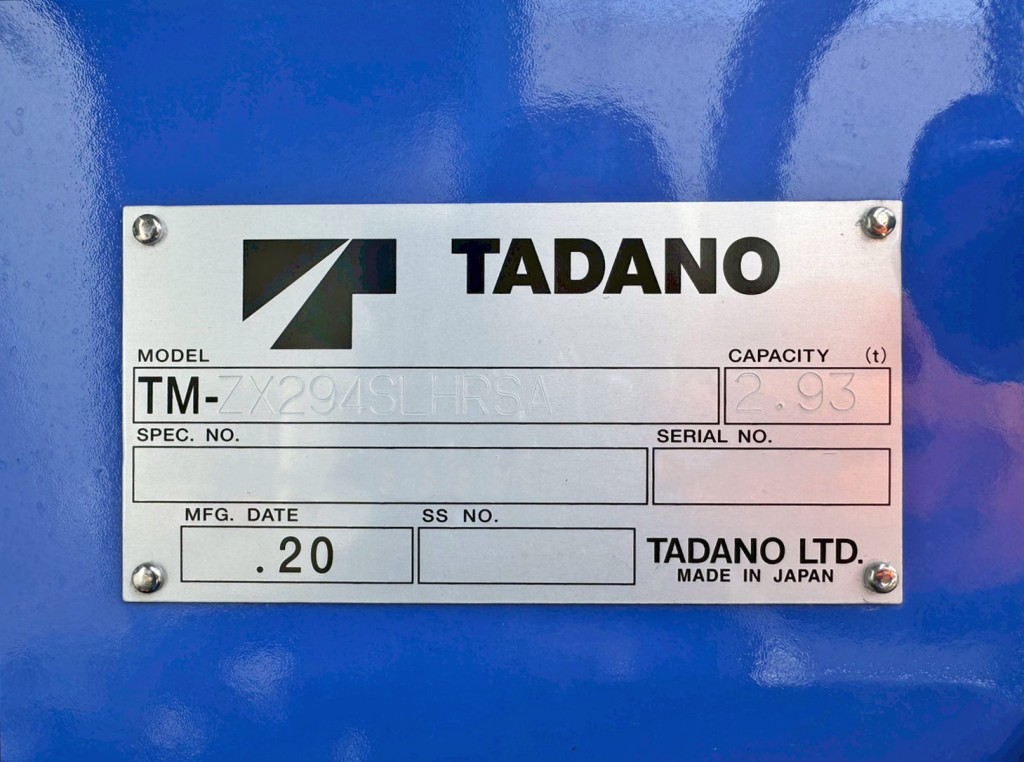 TADANO
MODEL CAPACITY (t)
TM-ZX294SLHRSA 2.93
SPEC. NO. SERIAL NO.
MFG. DATE SS NO.
.20 TADANO LTD.
MADE IN JAPAN